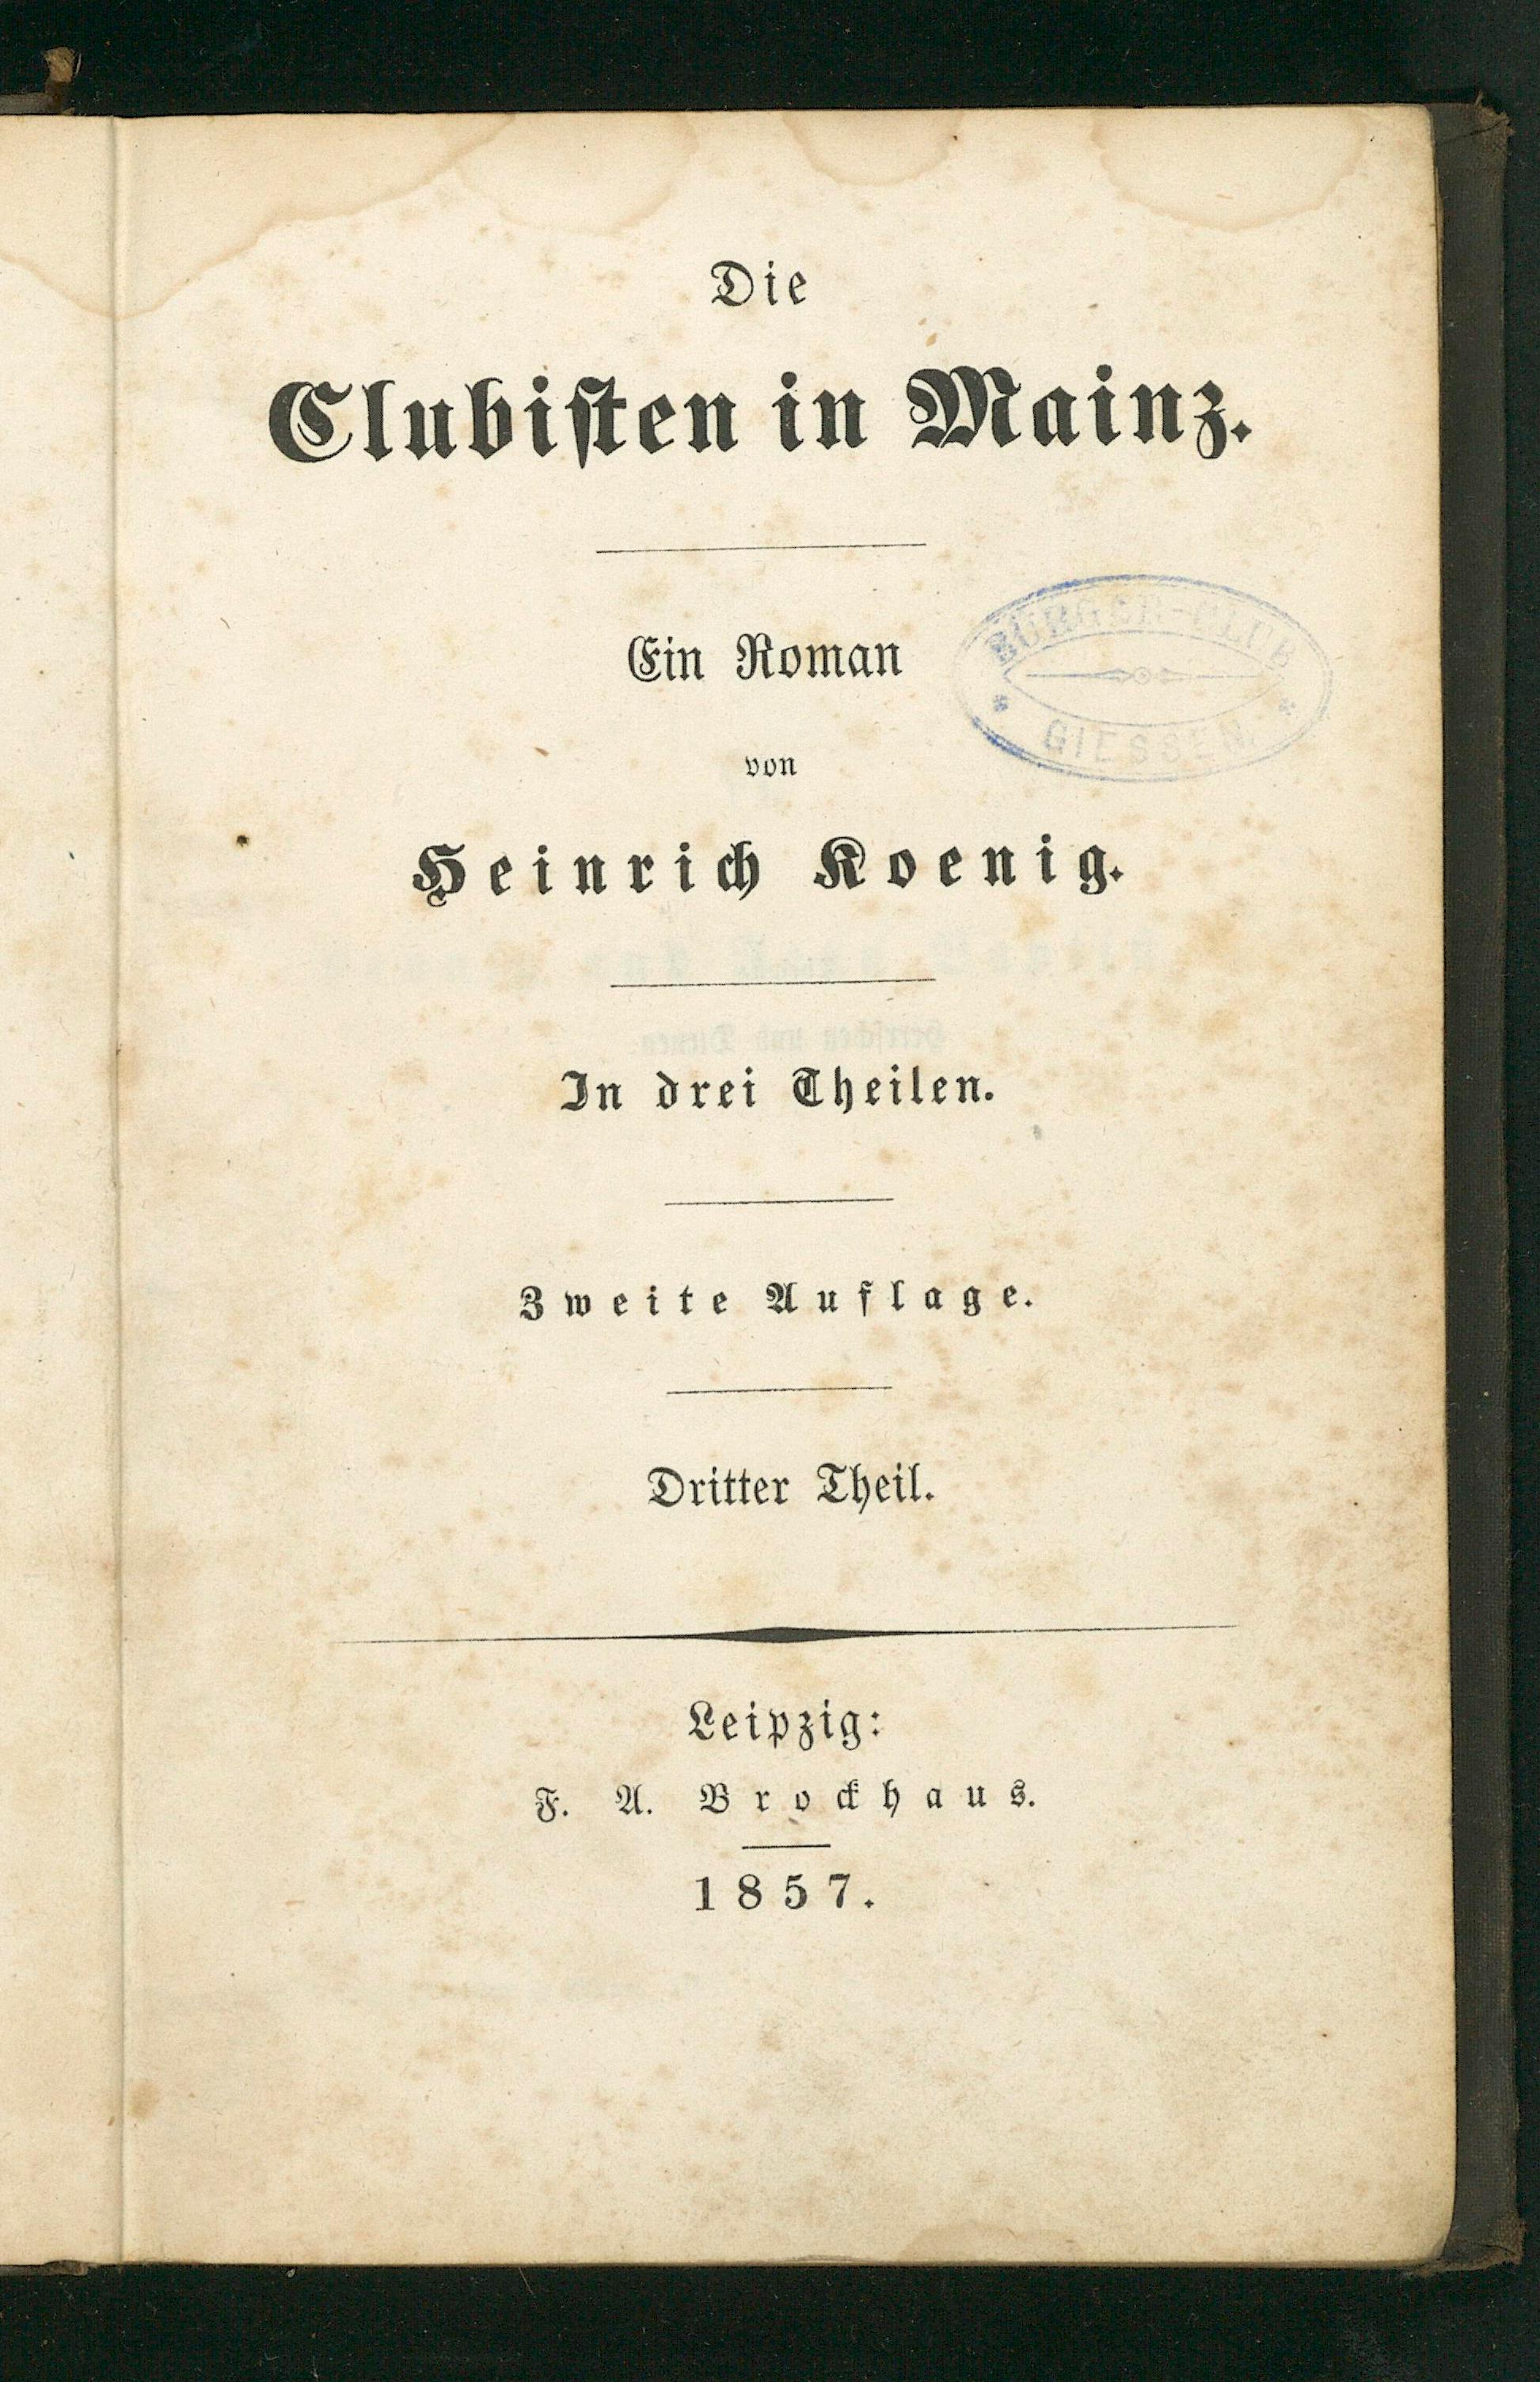 Die
Clubiſten in Mainz.
Ein Roman
BÜRGER-CLUB
GIESSEN.
von
Heinrich Koenig.
In drei Theilen.
Zweite Auflage.
Dritter Theil.
Leipzig:
F. A. Brockhaus.
1857.